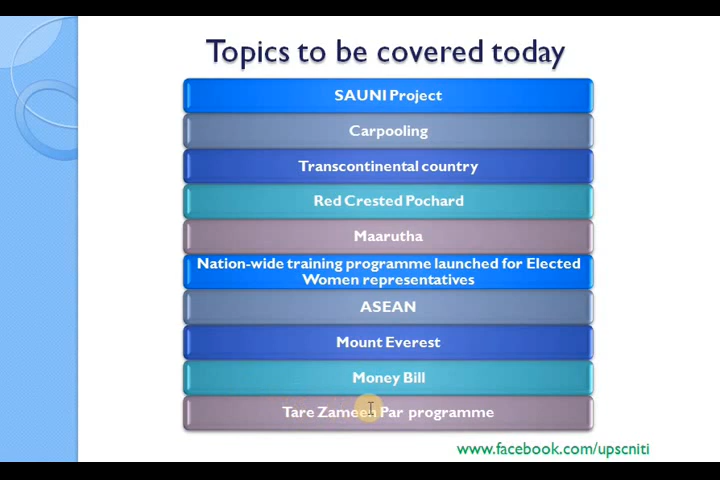 Topics to be covered today
SAUNI Project
Carpooling
Transcontinental country
Red Crested Pochard
Maarutha
Nation-wide training programme launched for Elected
Women representatives
ASEAN
Mount Everest
Money Bill
Tare Zameen Par programme
www.facebook.com/upscniti